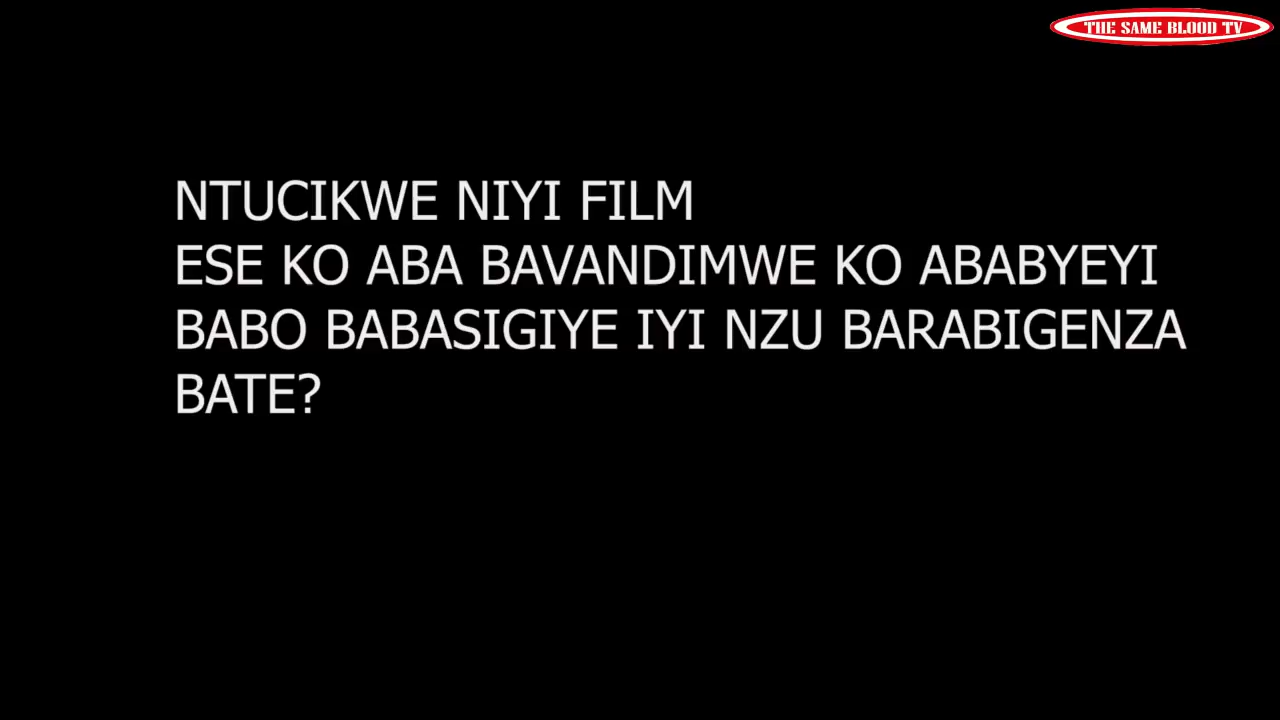 THE SAME BLOOD TV
NTUCIKWE NIYI FILM
ESE KO ABA BAVANDIMWE KO ABABYEYI
BABO BABASIGIYE IYI NZU BARABIGENZA
BATE?